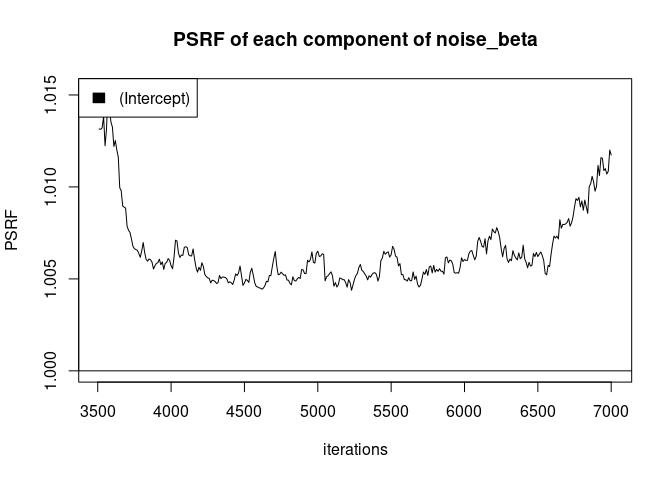 PSRF of each component of noise_beta
(Intercept)
PSRF
1.015
1.010
1.005
1.000
3500 4000 4500 5000 5500 6000 6500 7000
iterations